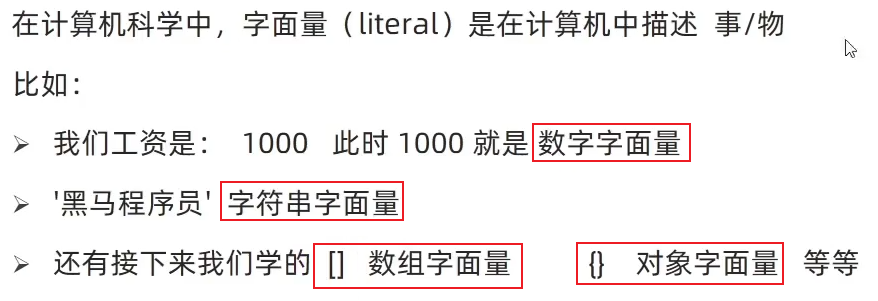 在计算机科学中，字面量（literal）是在计算机中描述 事/物
比如：
➢ 我们工资是： 1000 此时 1000 就是 数字字面量
➢ '黑马程序员' 字符串字面量
➢ 还有接下来我们学的 [] 数组字面量 {} 对象字面量 等等